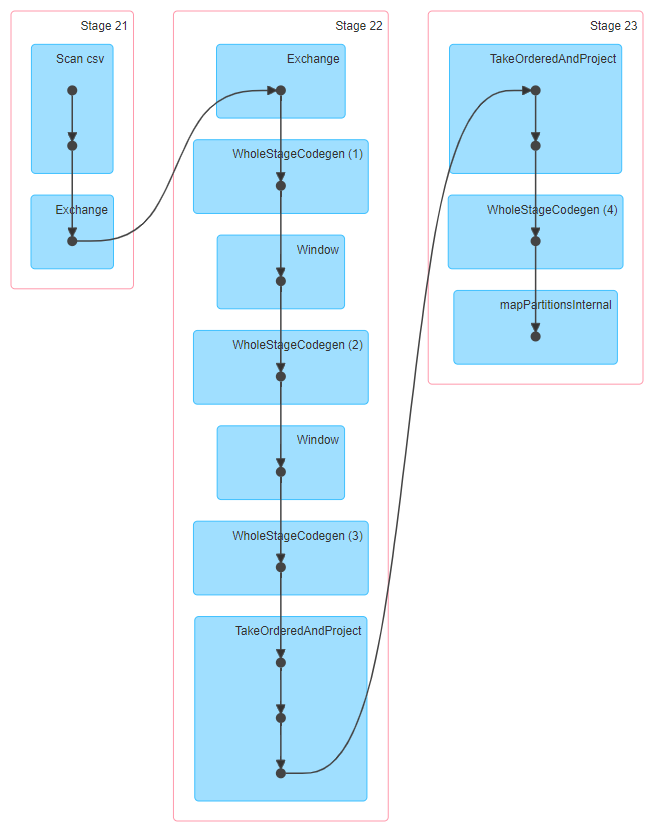 Stage 21
Scan csv
Exchange
Stage 22
Exchange
WholeStageCodegen (1)
Window
WholeStageCodegen (2)
Window
WholeStageCodegen (3)
TakeOrderedAndProject
Stage 23
TakeOrderedAndProject
WholeStageCodegen (4)
mapPartitionsInternal